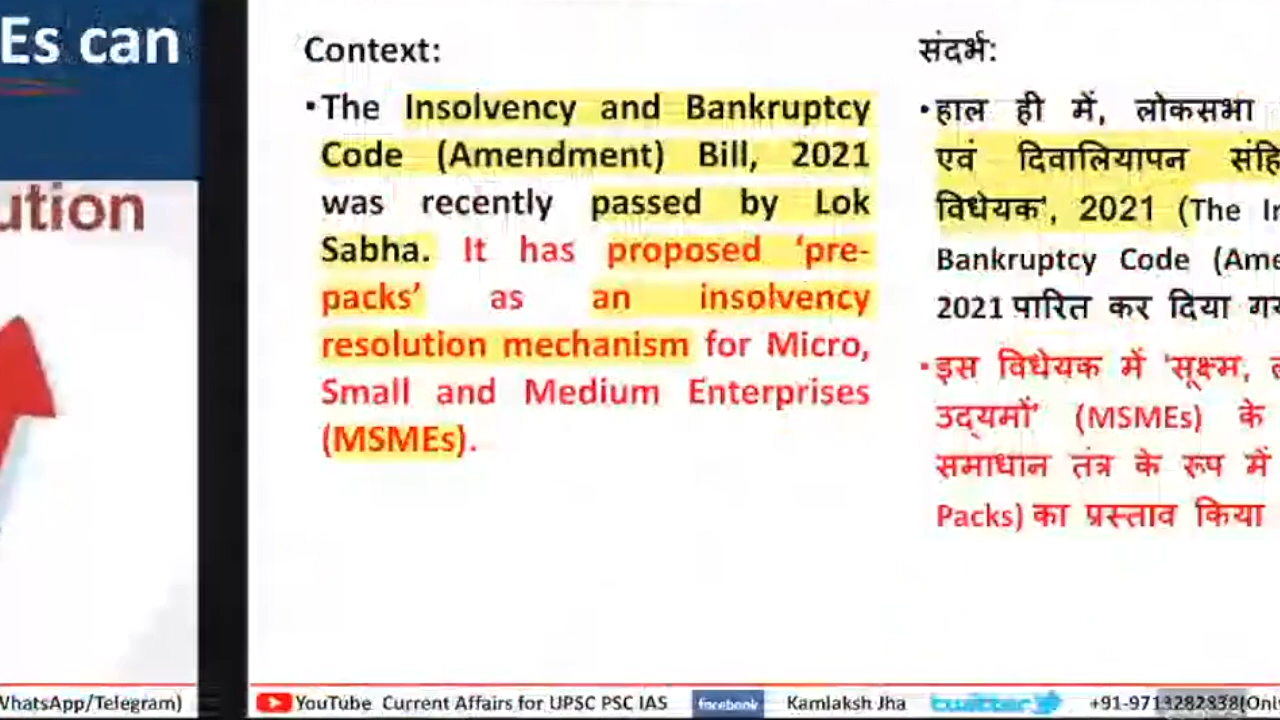 Es can
ution
WhatsApp/Telegram)
Context:
▪The Insolvency and Bankruptcy
Code (Amendment) Bill, 2021
was recently passed by Lok
Sabha. It has proposed ‘pre-
packs’ as an insolvency
resolution mechanism for Micro,
Small and Medium Enterprises
(MSMEs).
संदर्भ:
▪हाल ही में, लोकसभा
एवं दिवालियापन
विधेयक', 2021 (The
Bankruptcy Code
2021 पारित कर दिया
▪इस विधेयक में 'सूक्ष्म,
उद्यमों' (MSMEs) के
समाधान तंत्र के रूप में
Packs) का प्रस्ताव किया
YouTube Current Affairs for UPSC PSC IAS facebook Kamlaksh Jha twitter